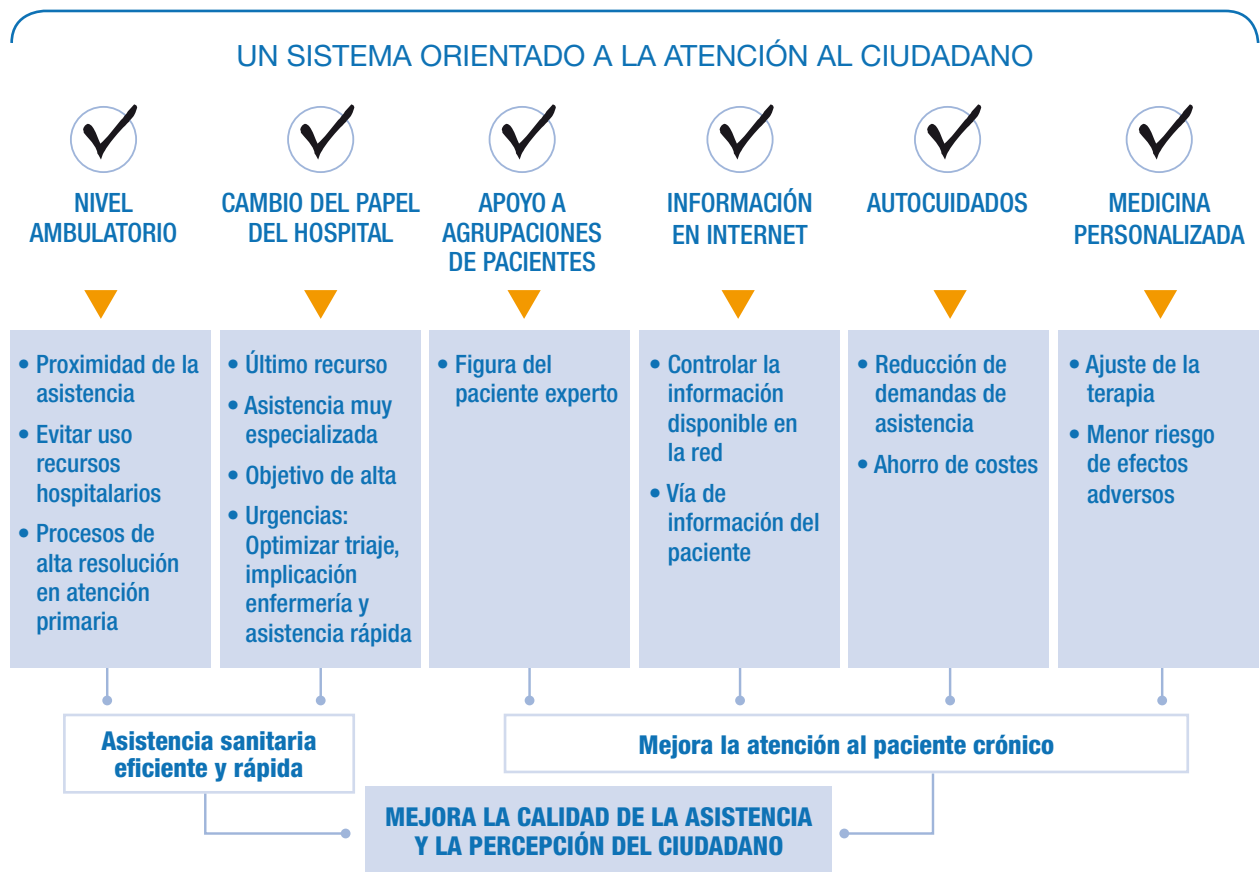 UN SISTEMA ORIENTADO A LA ATENCIÓN AL CIUDADANO
NIVEL
AMBULATORIO
CAMBIO DEL PAPEL
DEL HOSPITAL
APOYO A
AGRUPACIONES
DE PACIENTES
INFORMACIÓN
EN INTERNET
AUTOCUIDADOS
MEDICINA
PERSONALIZADA
• Proximidad de la
asistencia
• Evitar uso
recursos
hospitalarios
• Procesos de
alta resolución
en atención
primaria
• Último recurso
• Asistencia muy
especializada
• Objetivo de alta
• Urgencias:
Optimizar triaje,
implicación
enfermería y
asistencia rápida
• Figura del
paciente experto
• Controlar la
información
disponible en
la red
• Vía de
información del
paciente
• Reducción de
demandas de
asistencia
• Ahorro de costes
• Ajuste de la
terapia
• Menor riesgo
de efectos
adversos
Asistencia sanitaria
eficiente y rápida
Mejora la atención al paciente crónico
MEJORA LA CALIDAD DE LA ASISTENCIA
Y LA PERCEPCIÓN DEL CIUDADANO